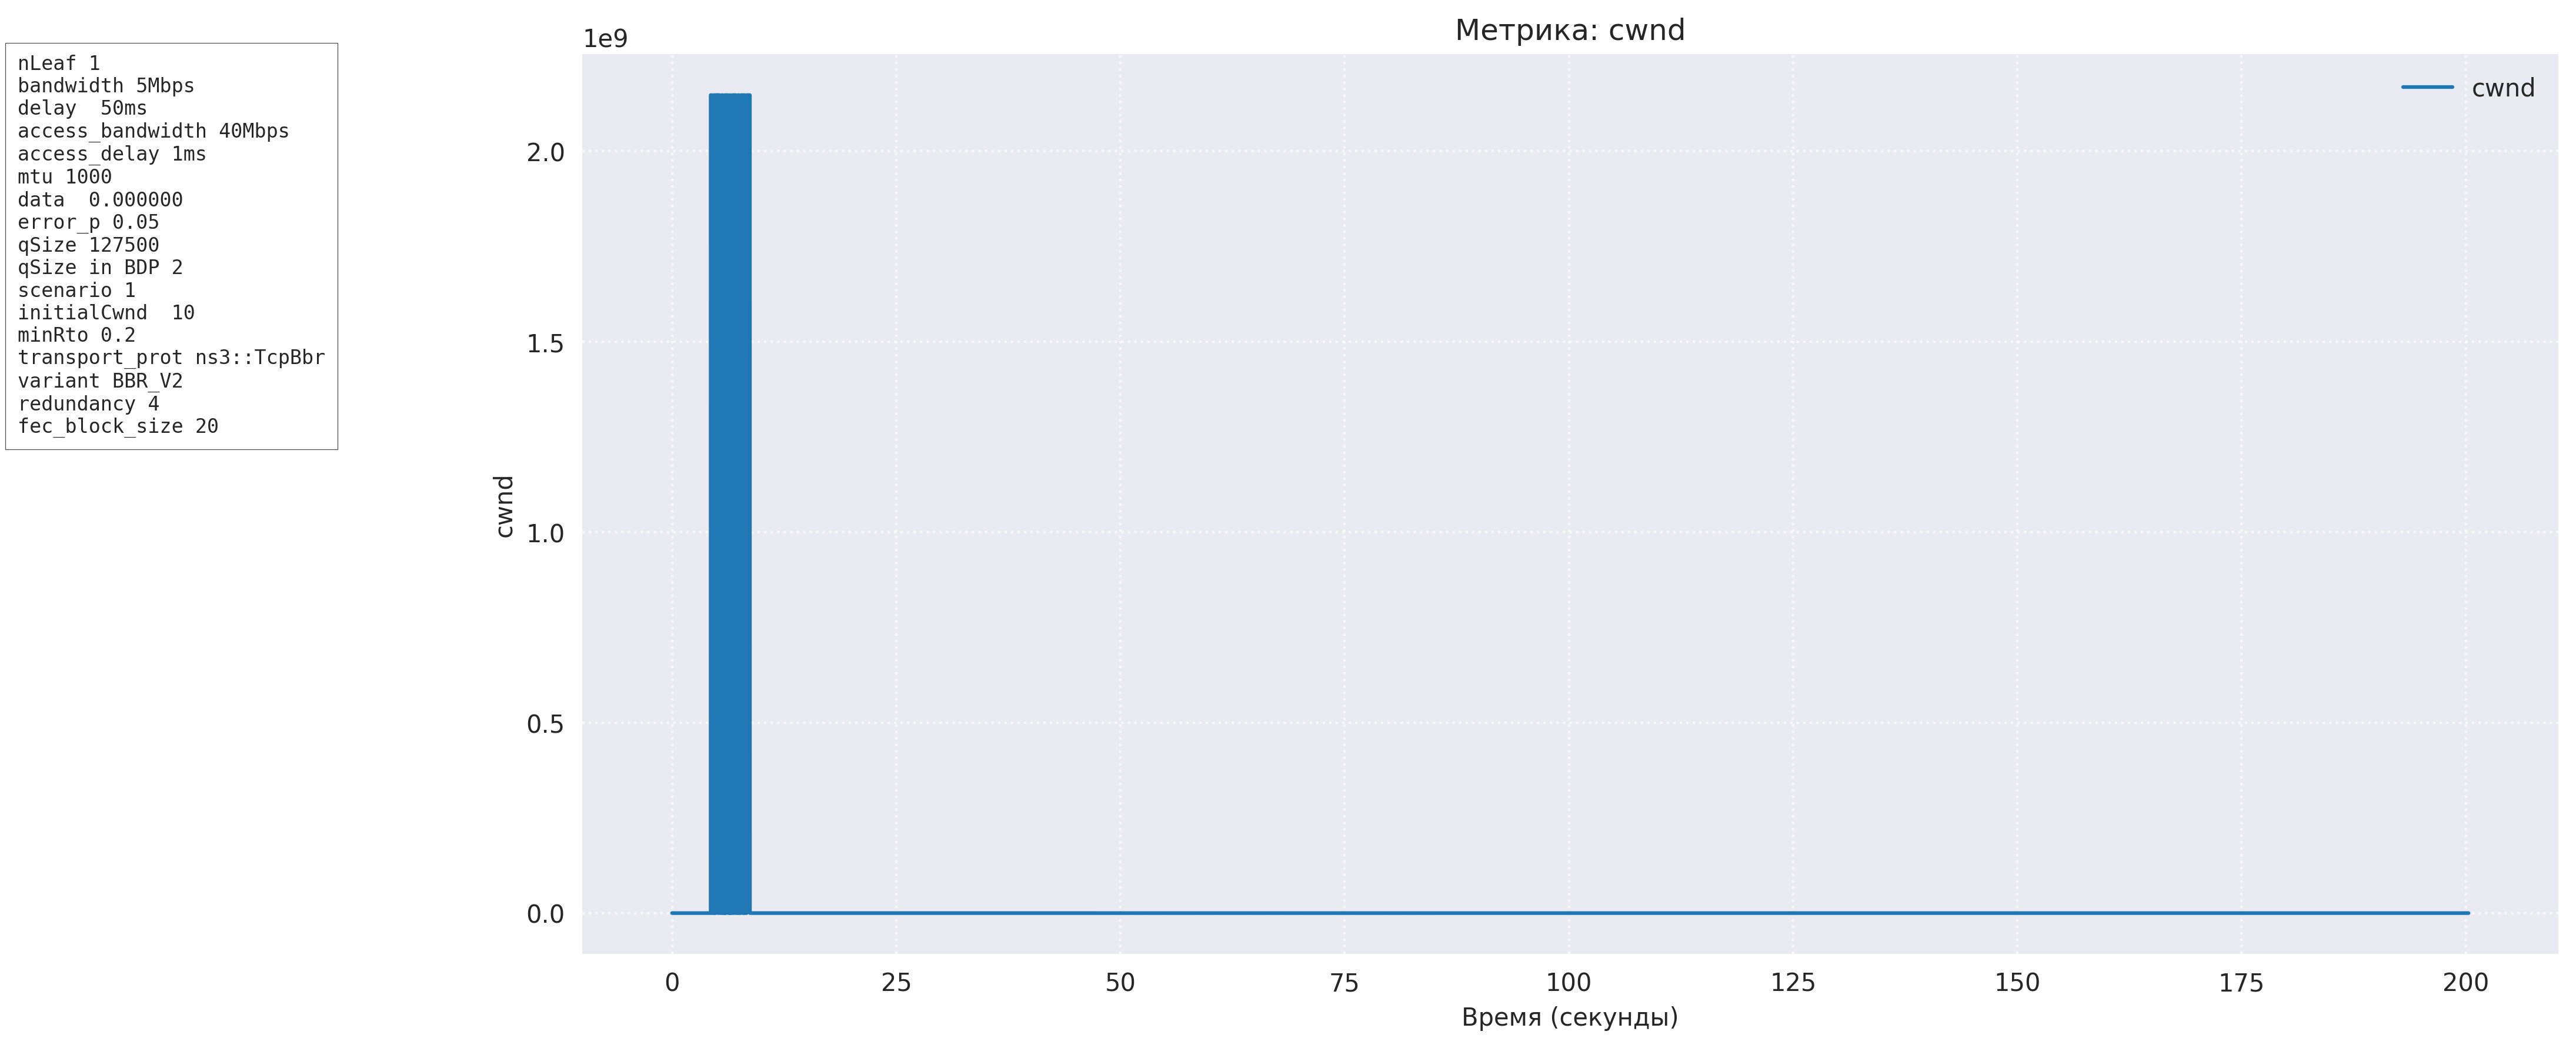 nLeaf 1
bandwidth 5Mbps
delay  50ms
access_bandwidth 40Mbps
access_delay 1ms
mtu 1000
data  0.000000
error_p 0.05
qSize 127500
qSize in BDP 2
scenario 1
initialCwnd  10
minRto 0.2
transport_prot ns3::TcpBbr
variant BBR_V2
redundancy 4
fec_block_size 20
Метрика: cwnd
1e9
cwnd
2.0
1.5
1.0
0.5
0.0
cwnd
0 25 50 75 100 125 150 175 200
Время (секунды)